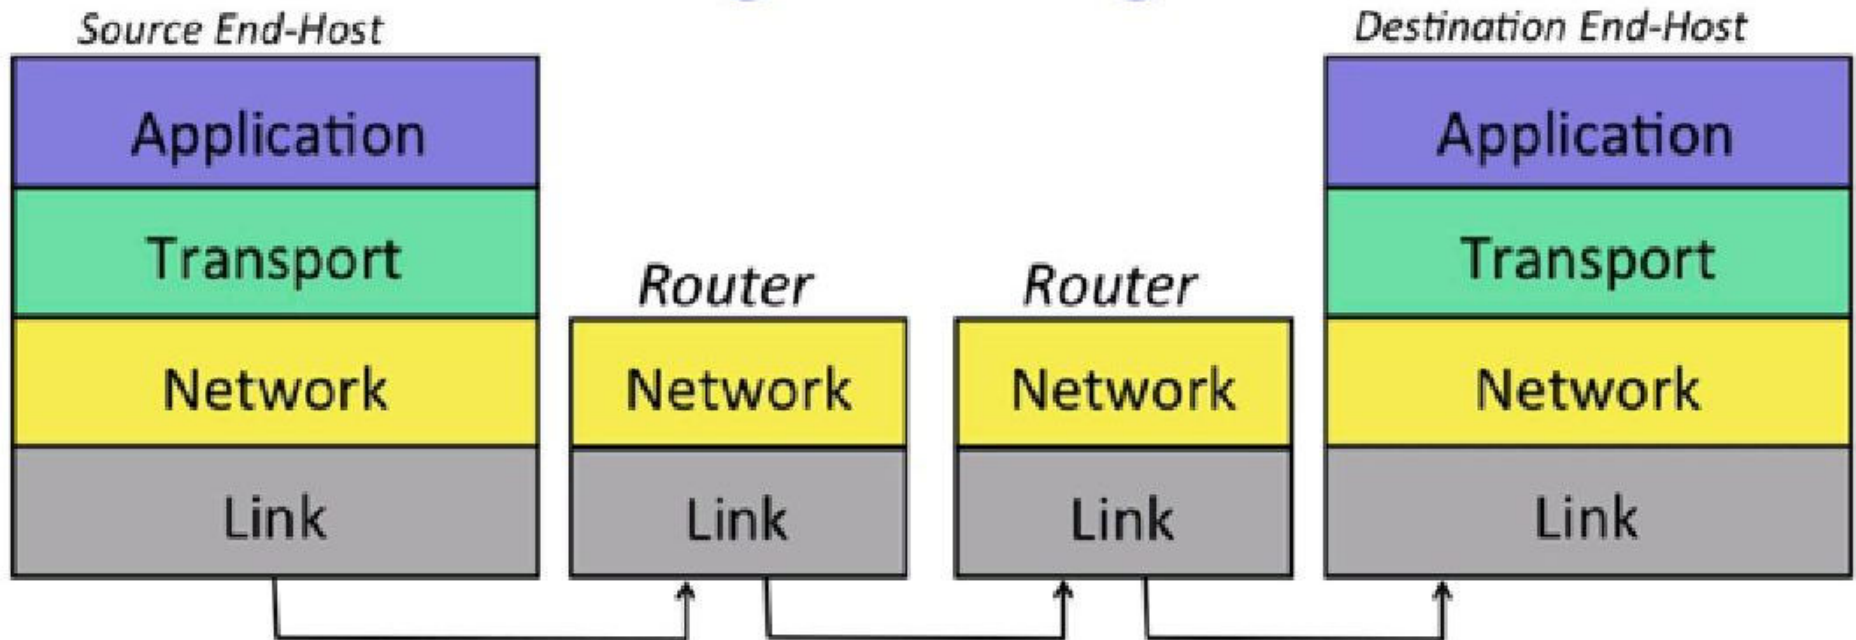 Source End-Host
Application
Transport
Network
Link
Router
Network
Link
Router
Network
Link
Destination End-Host
Application
Transport
Network
Link